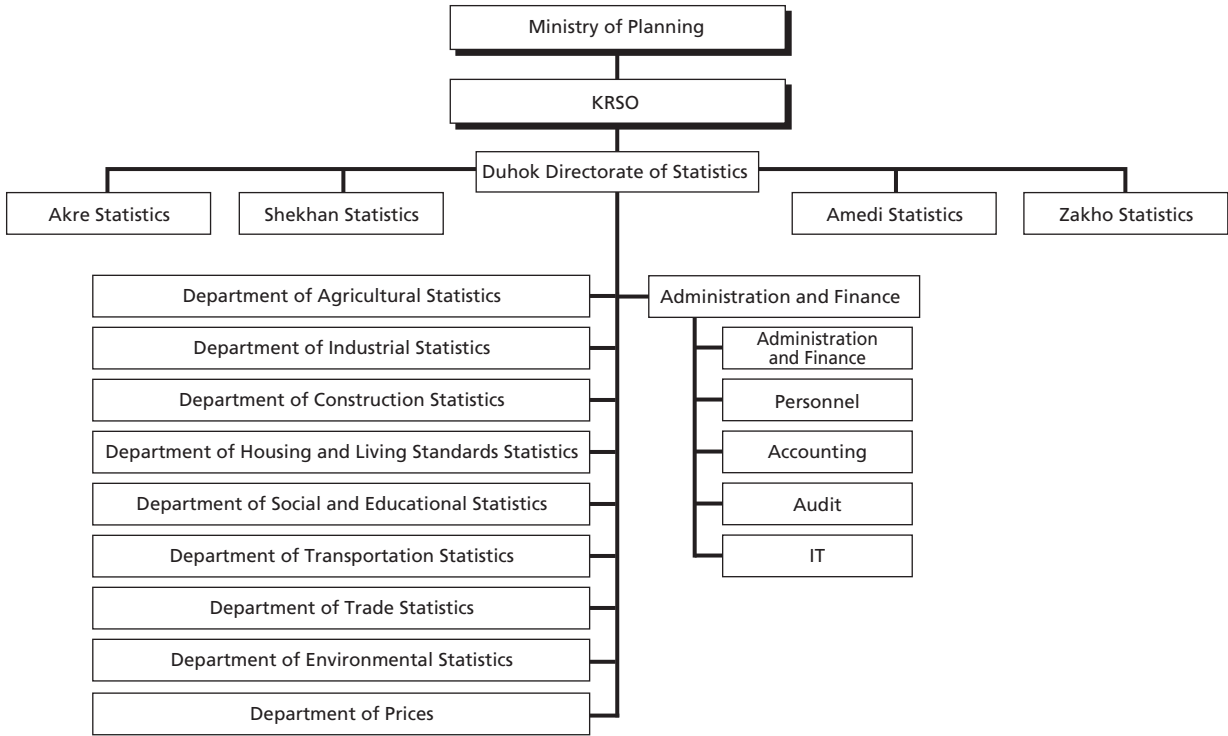 Ministry of Planning
KRSO
Duhok Directorate of Statistics
Akre Statistics
Shekhan Statistics
Amedi Statistics
Zakho Statistics
Department of Agricultural Statistics
Department of Industrial Statistics
Department of Construction Statistics
Department of Housing and Living Standards Statistics
Department of Social and Educational Statistics
Department of Transportation Statistics
Department of Trade Statistics
Department of Environmental Statistics
Department of Prices
Administration and Finance
Administration
and Finance
Personnel
Accounting
Audit
IT